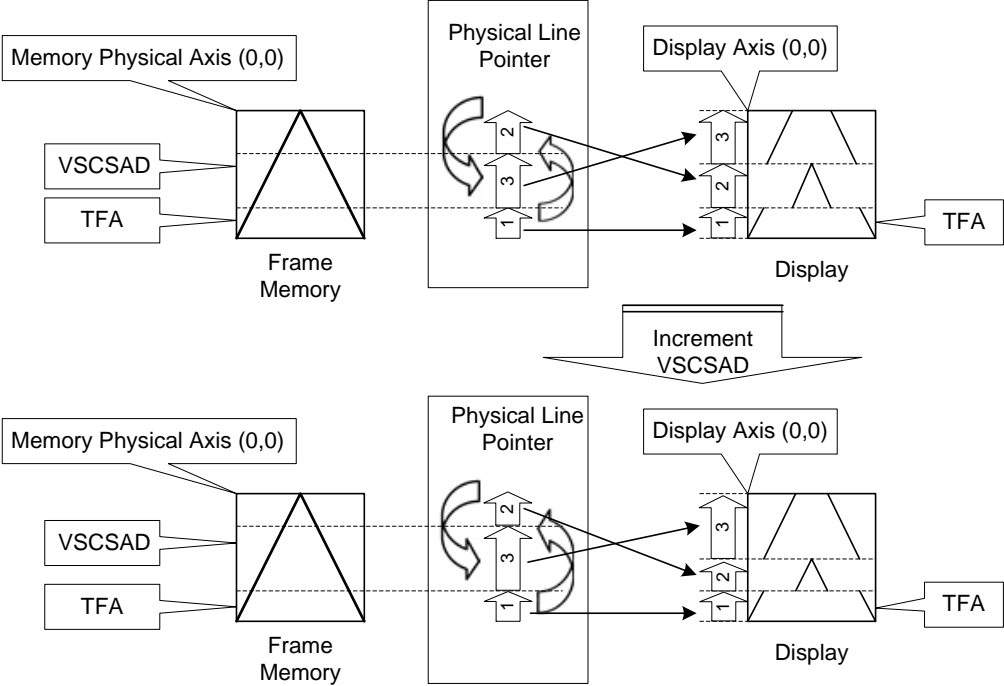 Physical Line
Pointer
Memory Physical Axis (0,0)
Display Axis (0,0)
2
3
1
3
2
1
VSCSAD
TFA
TFA
Frame
Memory
Display
Increment
VSCSAD
Physical Line
Pointer
Memory Physical Axis (0,0)
Display Axis (0,0)
2
3
1
3
2
1
VSCSAD
TFA
TFA
Frame
Memory
Display